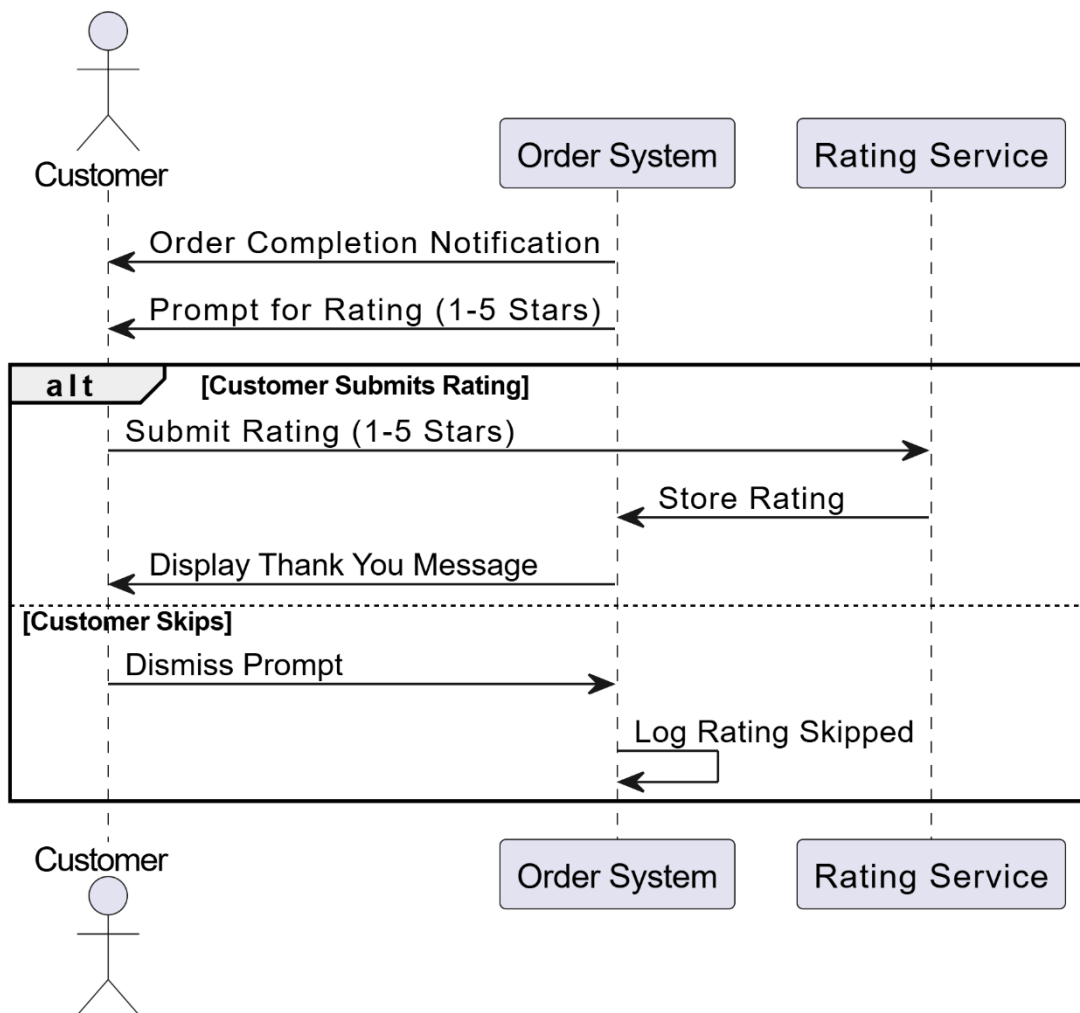 Customer
Order System
Rating Service
Order Completion Notification
Prompt for Rating (1-5 Stars)
alt
[Customer Submits Rating]
Submit Rating (1-5 Stars)
Store Rating
Display Thank You Message
[Customer Skips]
Dismiss Prompt
Log Rating Skipped
Customer
Order System
Rating Service